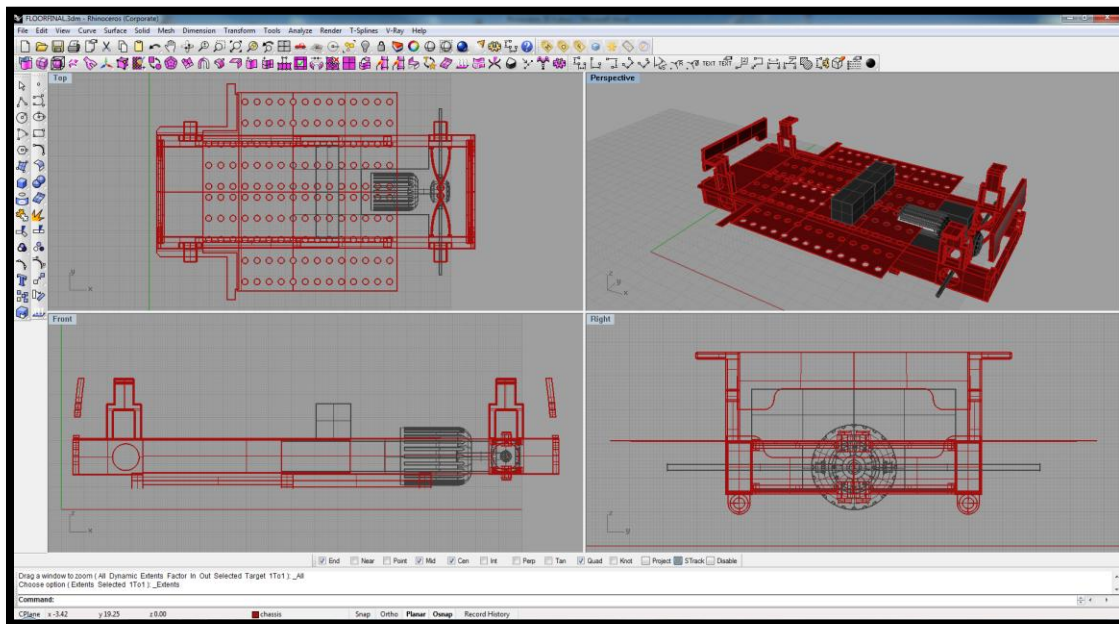 FLOORFINAL.3dm - Rhinoceros (Corporate)
File Edit View Curve Surface Solid Mesh Dimension Transform Tools Analyze Render T-Splines V-Ray Help
TEXT
Top
Perspective
y
x
z
y
x
Front
Right
z
x
z
y
End Near Point Mid Cen Int Perp Tan Quad Knot Project STrack Disable
Drag a window to zoom ( All Dynamic Extents Factor In Out Selected Target 1To1 ): _All
Choose option ( Extents Selected 1To1 ): _Extents
Command:
CPlane x -3.42 y 19.25 z 0.00 chassis Snap Ortho Planar Osnap Record History